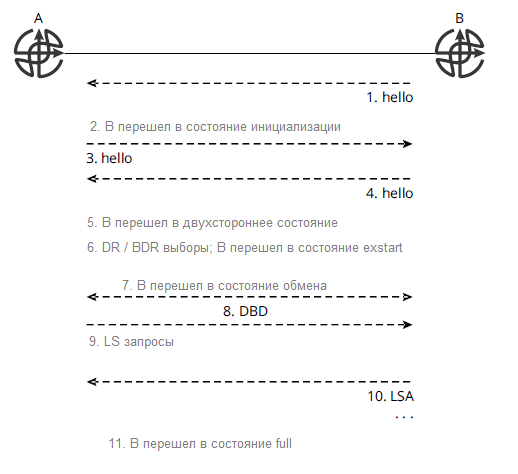 A
B
1. hello
2. В перешел в состояние инициализации
3. hello
4. hello
5. В перешел в двухстороннее состояние
6. DR / BDR выборы; В перешел в состояние exstart
7. В перешел в состояние обмена
8. DBD
9. LS запросы
10. LSA
. . .
11. В перешел в состояние full